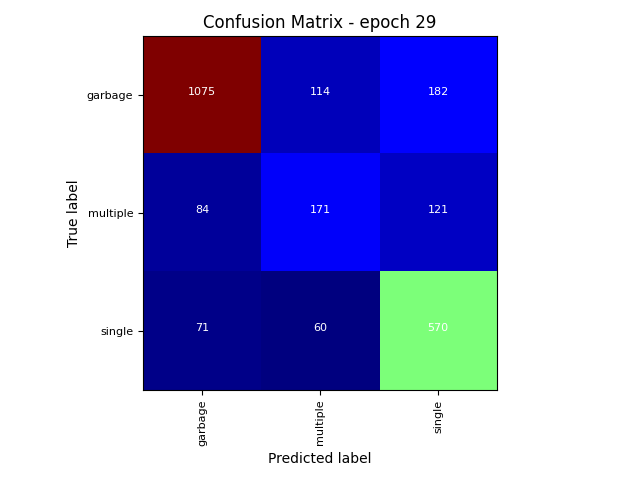 Confusion Matrix - epoch 29
True label
garbage 1075 114 182
multiple 84 171 121
single 71 60 570
garbage multiple single
Predicted label